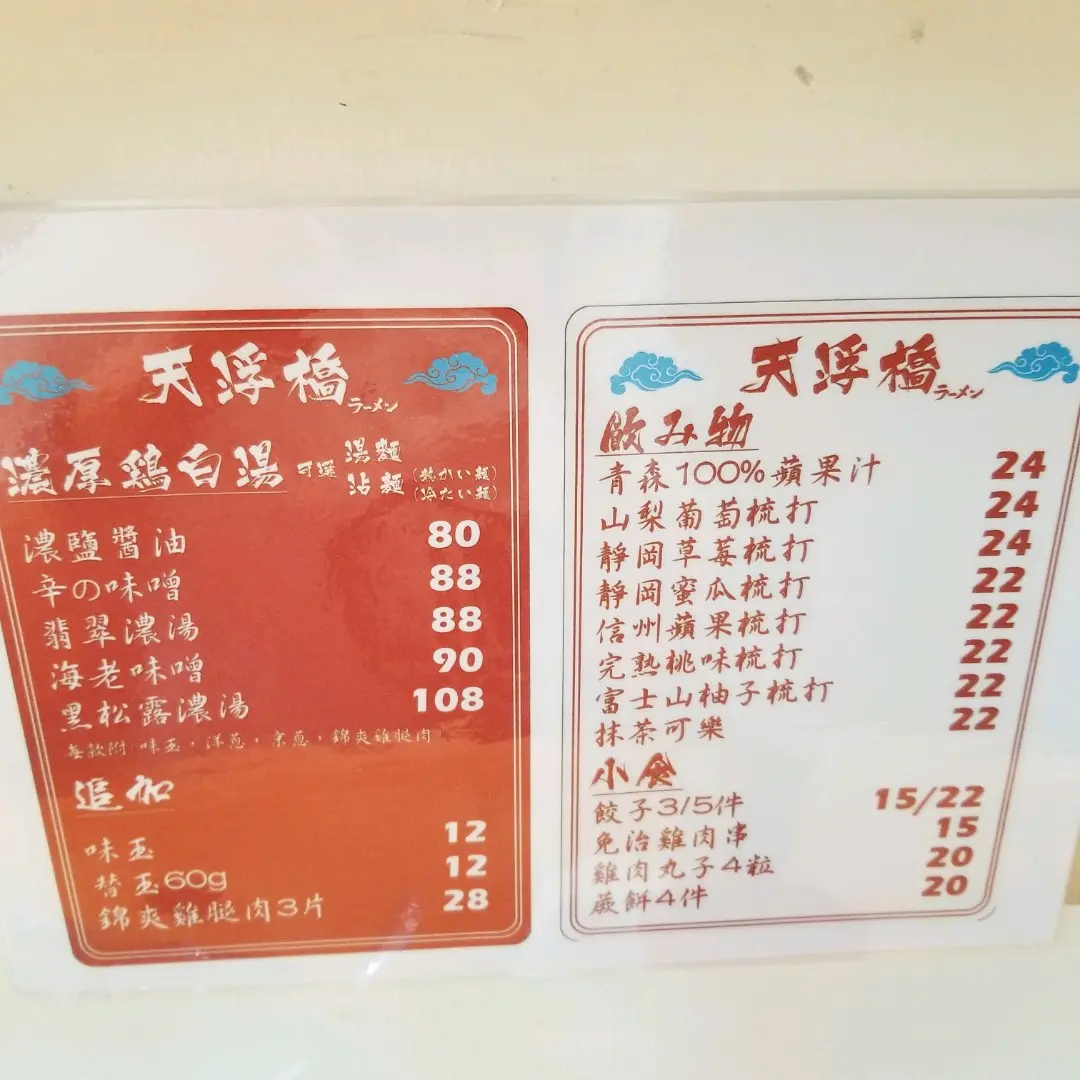 天浮橋
ラーメン
濃厚鶏白湯 可選 湯麵 (熱かい麺)
沾麵 (冷たい麺)
濃鹽醬油 80
辛の味噌 88
翡翠濃湯 88
海老味噌 90
黑松露濃湯 108
每款附:味玉，洋蔥，京蔥，錦爽雞腿肉
追加
味玉 12
替玉60g 12
錦爽雞腿肉3片 28
天浮橋
ラーメン
飲み物
青森100%蘋果汁 24
山梨葡萄梳打 24
靜岡草莓梳打 24
靜岡蜜瓜梳打 22
信州蘋果梳打 22
完熟桃味梳打 22
富士山柚子梳打 22
抹茶可樂 22
小食
餃子3/5件 15/22
免治雞肉串 15
雞肉丸子4粒 20
蕨餅4件 20